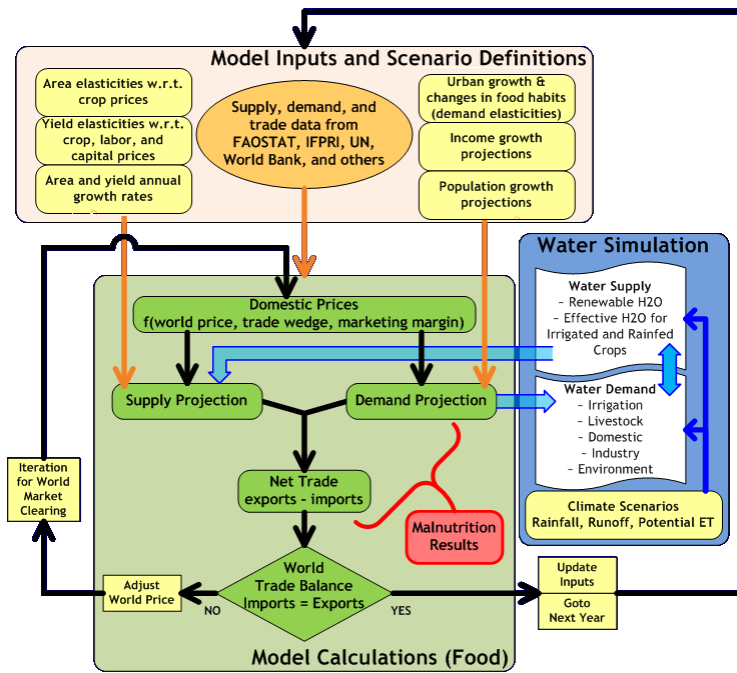 Model Inputs and Scenario Definitions
Area elasticities w.r.t.
crop prices
Yield elasticities w.r.t.
crop, labor, and
capital prices
Area and yield annual
growth rates
Supply, demand, and
trade data from
FAOSTAT, IFPRI, UN,
World Bank, and others
Urban growth &
changes in food habits
(demand elasticities)
Income growth
projections
Population growth
projections
Water Simulation
Water Supply
– Renewable H2O
– Effective H2O for
Irrigated and Rainfed
Crops
Water Demand
– Irrigation
– Livestock
– Domestic
– Industry
– Environment
Climate Scenarios
Rainfall, Runoff, Potential ET
Domestic Prices
f(world price, trade wedge, marketing margin)
Supply Projection
Demand Projection
Net Trade
exports – imports
Malnutrition
Results
World
Trade Balance
Imports = Exports
NO
YES
Adjust
World Price
Iteration
for World
Market
Clearing
Update
Inputs
Goto
Next Year
Model Calculations (Food)